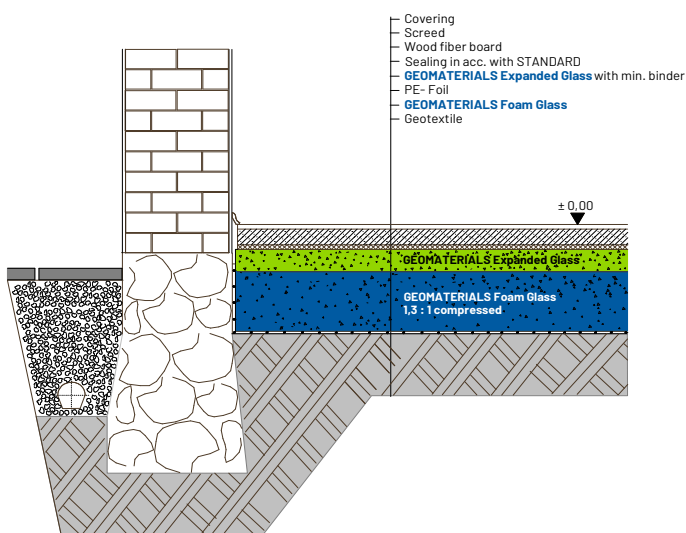 Covering
Screed
Wood fiber board
Sealing in acc. with STANDARD
GEOMATERIALS Expanded Glass with min. binder
PE- Foil
GEOMATERIALS Foam Glass
Geotextile
± 0,00
GEOMATERIALS Expanded Glass
GEOMATERIALS Foam Glass
1,3 : 1 compressed